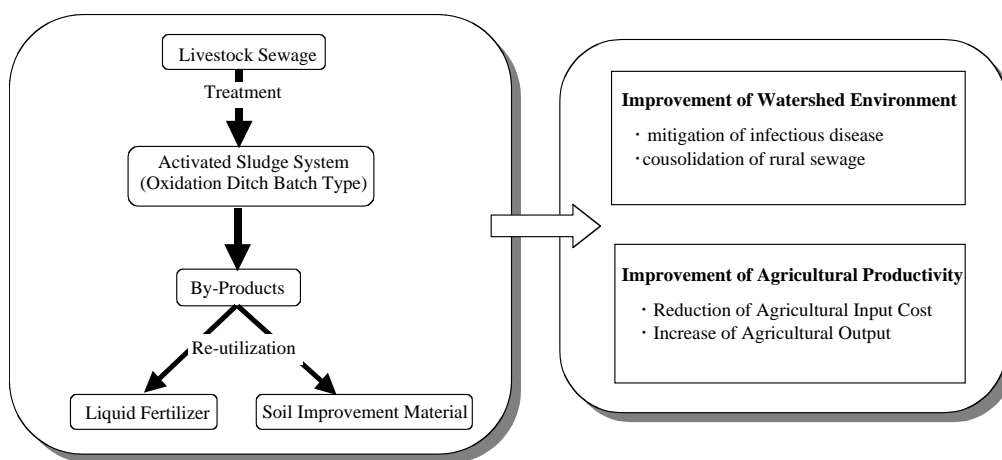 Livestock Sewage
Treatment
Activated Sludge System
(Oxidation Ditch Batch Type)
By-Products
Re-utilization
Liquid Fertilizer
Soil Improvement Material
Improvement of Watershed Environment
・mitigation of infectious disease
・cousolidation of rural sewage
Improvement of Agricultural Productivity
・Reduction of Agricultural Input Cost
・Increase of Agricultural Output